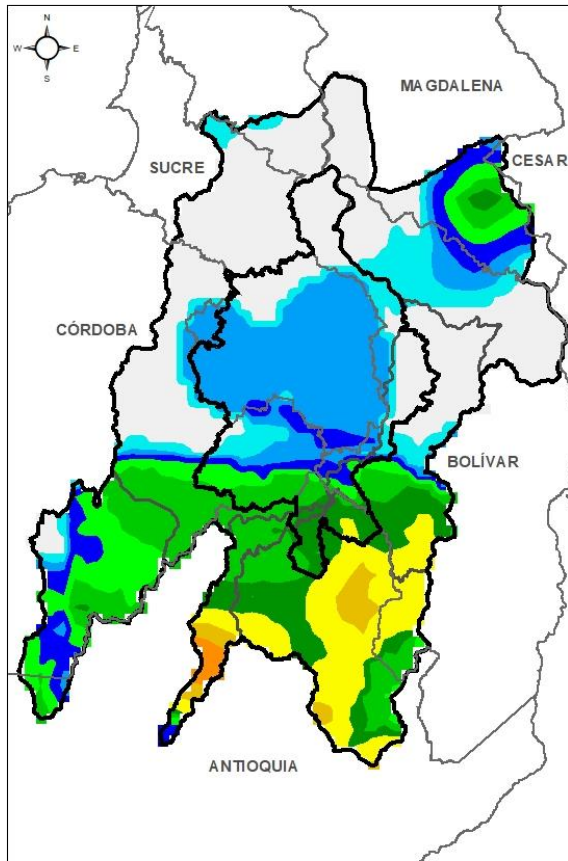 N
W E
S
MAGDALENA
SUCRE
CESAR
CÓRDOBA
BOLÍVAR
ANTIOQUIA